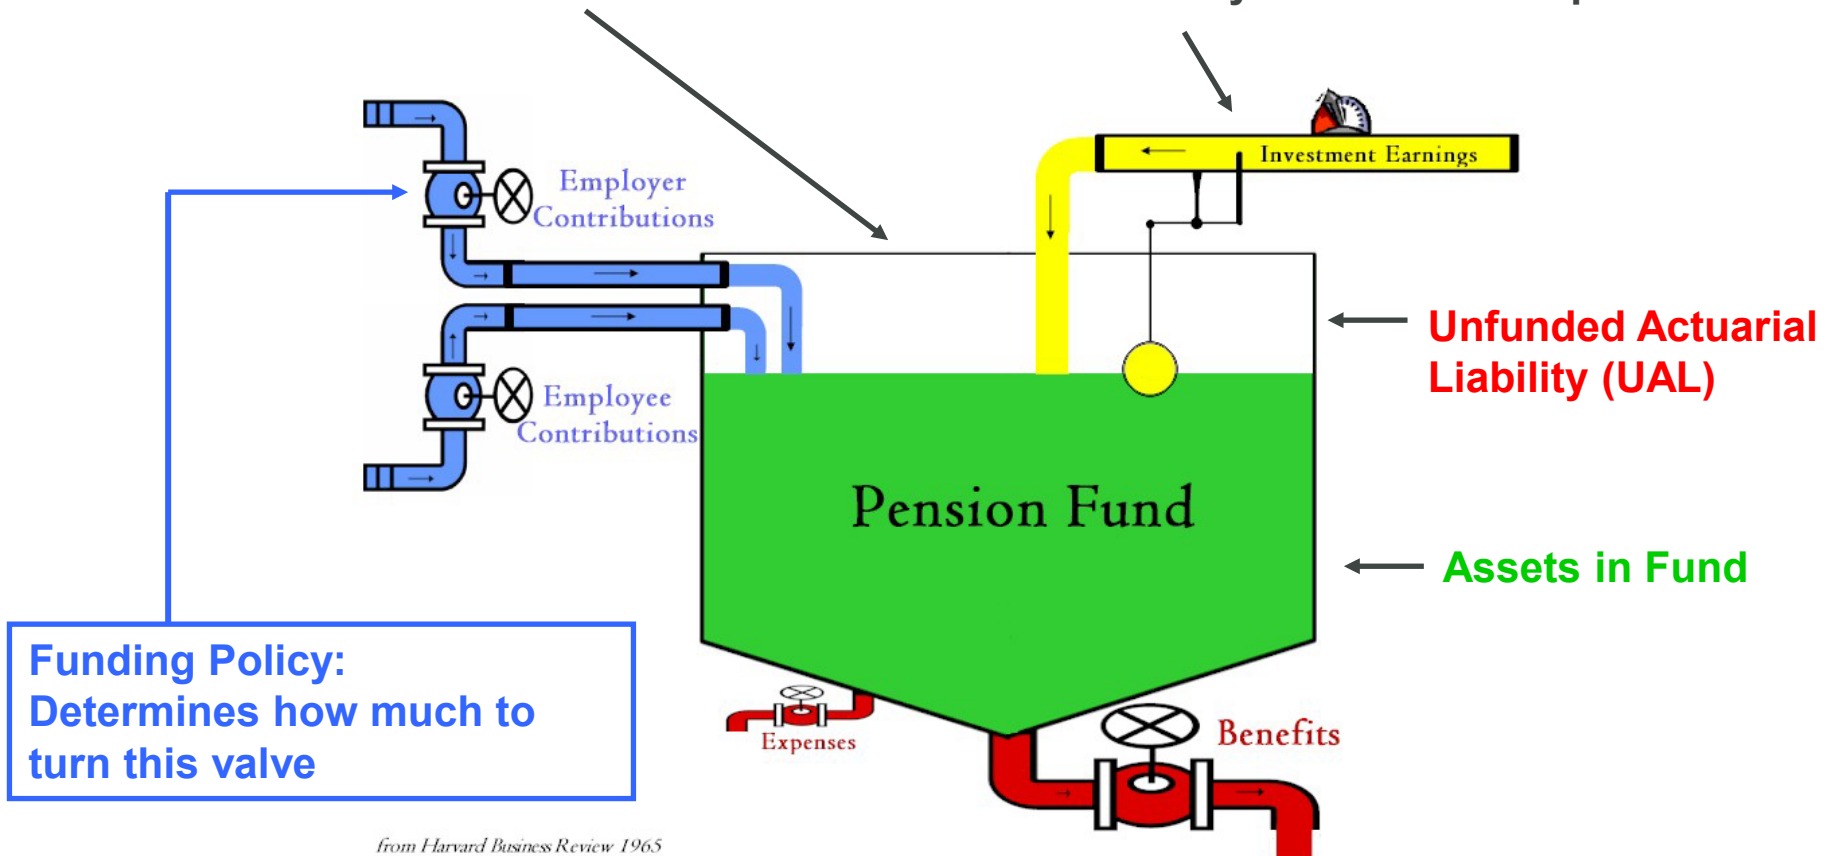 Investment Earnings
Employer
Contributions
Unfunded Actuarial
Liability (UAL)
Employee
Contributions
Pension Fund
Assets in Fund
Funding Policy:
Determines how much to
turn this valve
Expenses
Benefits
from Harvard Business Review 1965